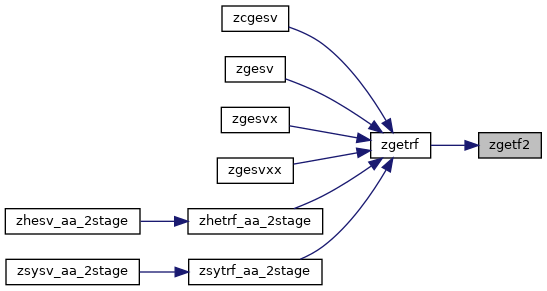 zcgesv
zgesv
zgesvx
zgetrf
zgetf2
zgesvxx
zhesv_aa_2stage
zhetrf_aa_2stage
zsysv_aa_2stage
zsytrf_aa_2stage